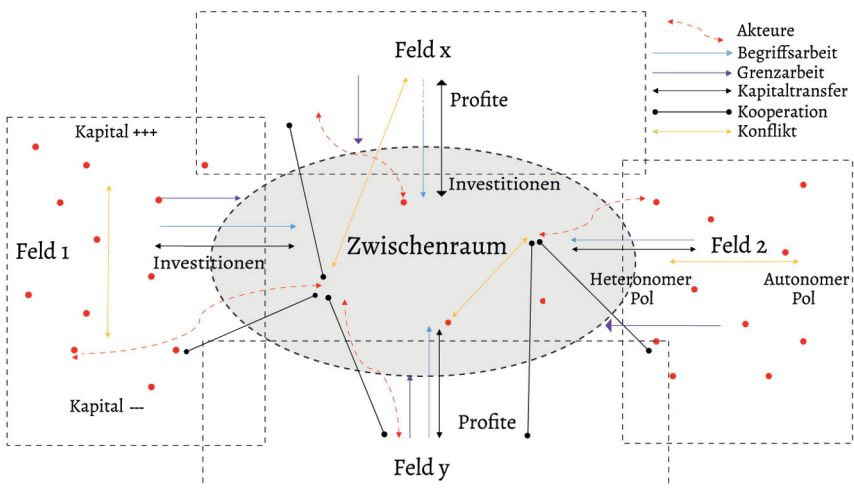 Feld x
Profite
Investitionen
Akteure
Begriffsarbeit
Grenzarbeit
Kapitaltransfer
Kooperation
Konflikt
Kapital +++
Feld 1
Investitionen
Kapital ---
Zwischenraum
Feld 2
Heteronomer
Pol
Autonomer
Pol
Profite
Feld y